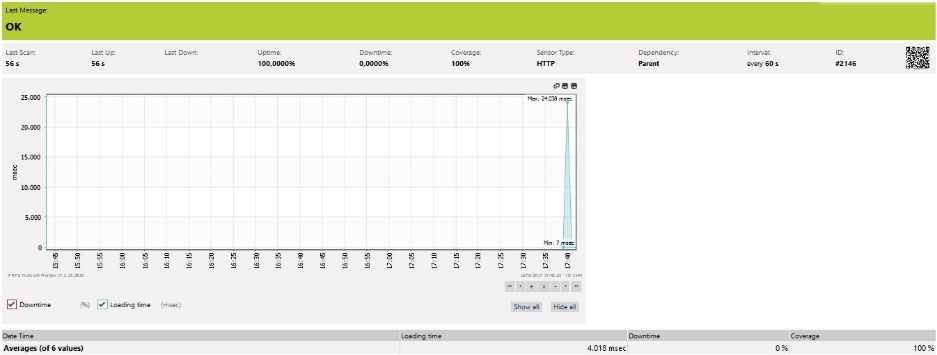 Last Message:
OK
Last Scan: Last Up: Last Down: Uptime: Downtime: Coverage: Sensor Type: Dependency: Interval: ID:
56 s 56 s 100,0000% 0,0000% 100% HTTP Parent every 60 s #2146
Max: 24.038 msec
25.000
20.000
15.000
10.000
5.000
0
msec
Min: 7 msec
15:45 15:50 15:55 16:00 16:05 16:10 16:15 16:20 16:25 16:30 16:35 16:40 16:45 16:50 16:55 17:00 17:05 17:10 17:15 17:20 17:25 17:30 17:35 17:40
Downtime (%) Loading time (msec) Show all Hide all
Date Time Loading time Downtime Coverage
Averages (of 6 values) 4.018 msec 0 % 100 %